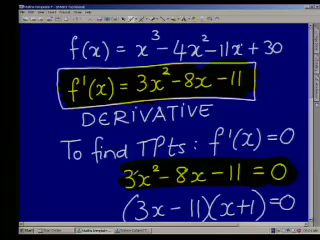 f(x) = x³ - 4x² - 11x + 30
f'(x) = 3x² - 8x - 11
DERIVATIVE
To find TPts: f'(x) = 0
3x² - 8x - 11 = 0
(3x - 11)(x + 1) = 0